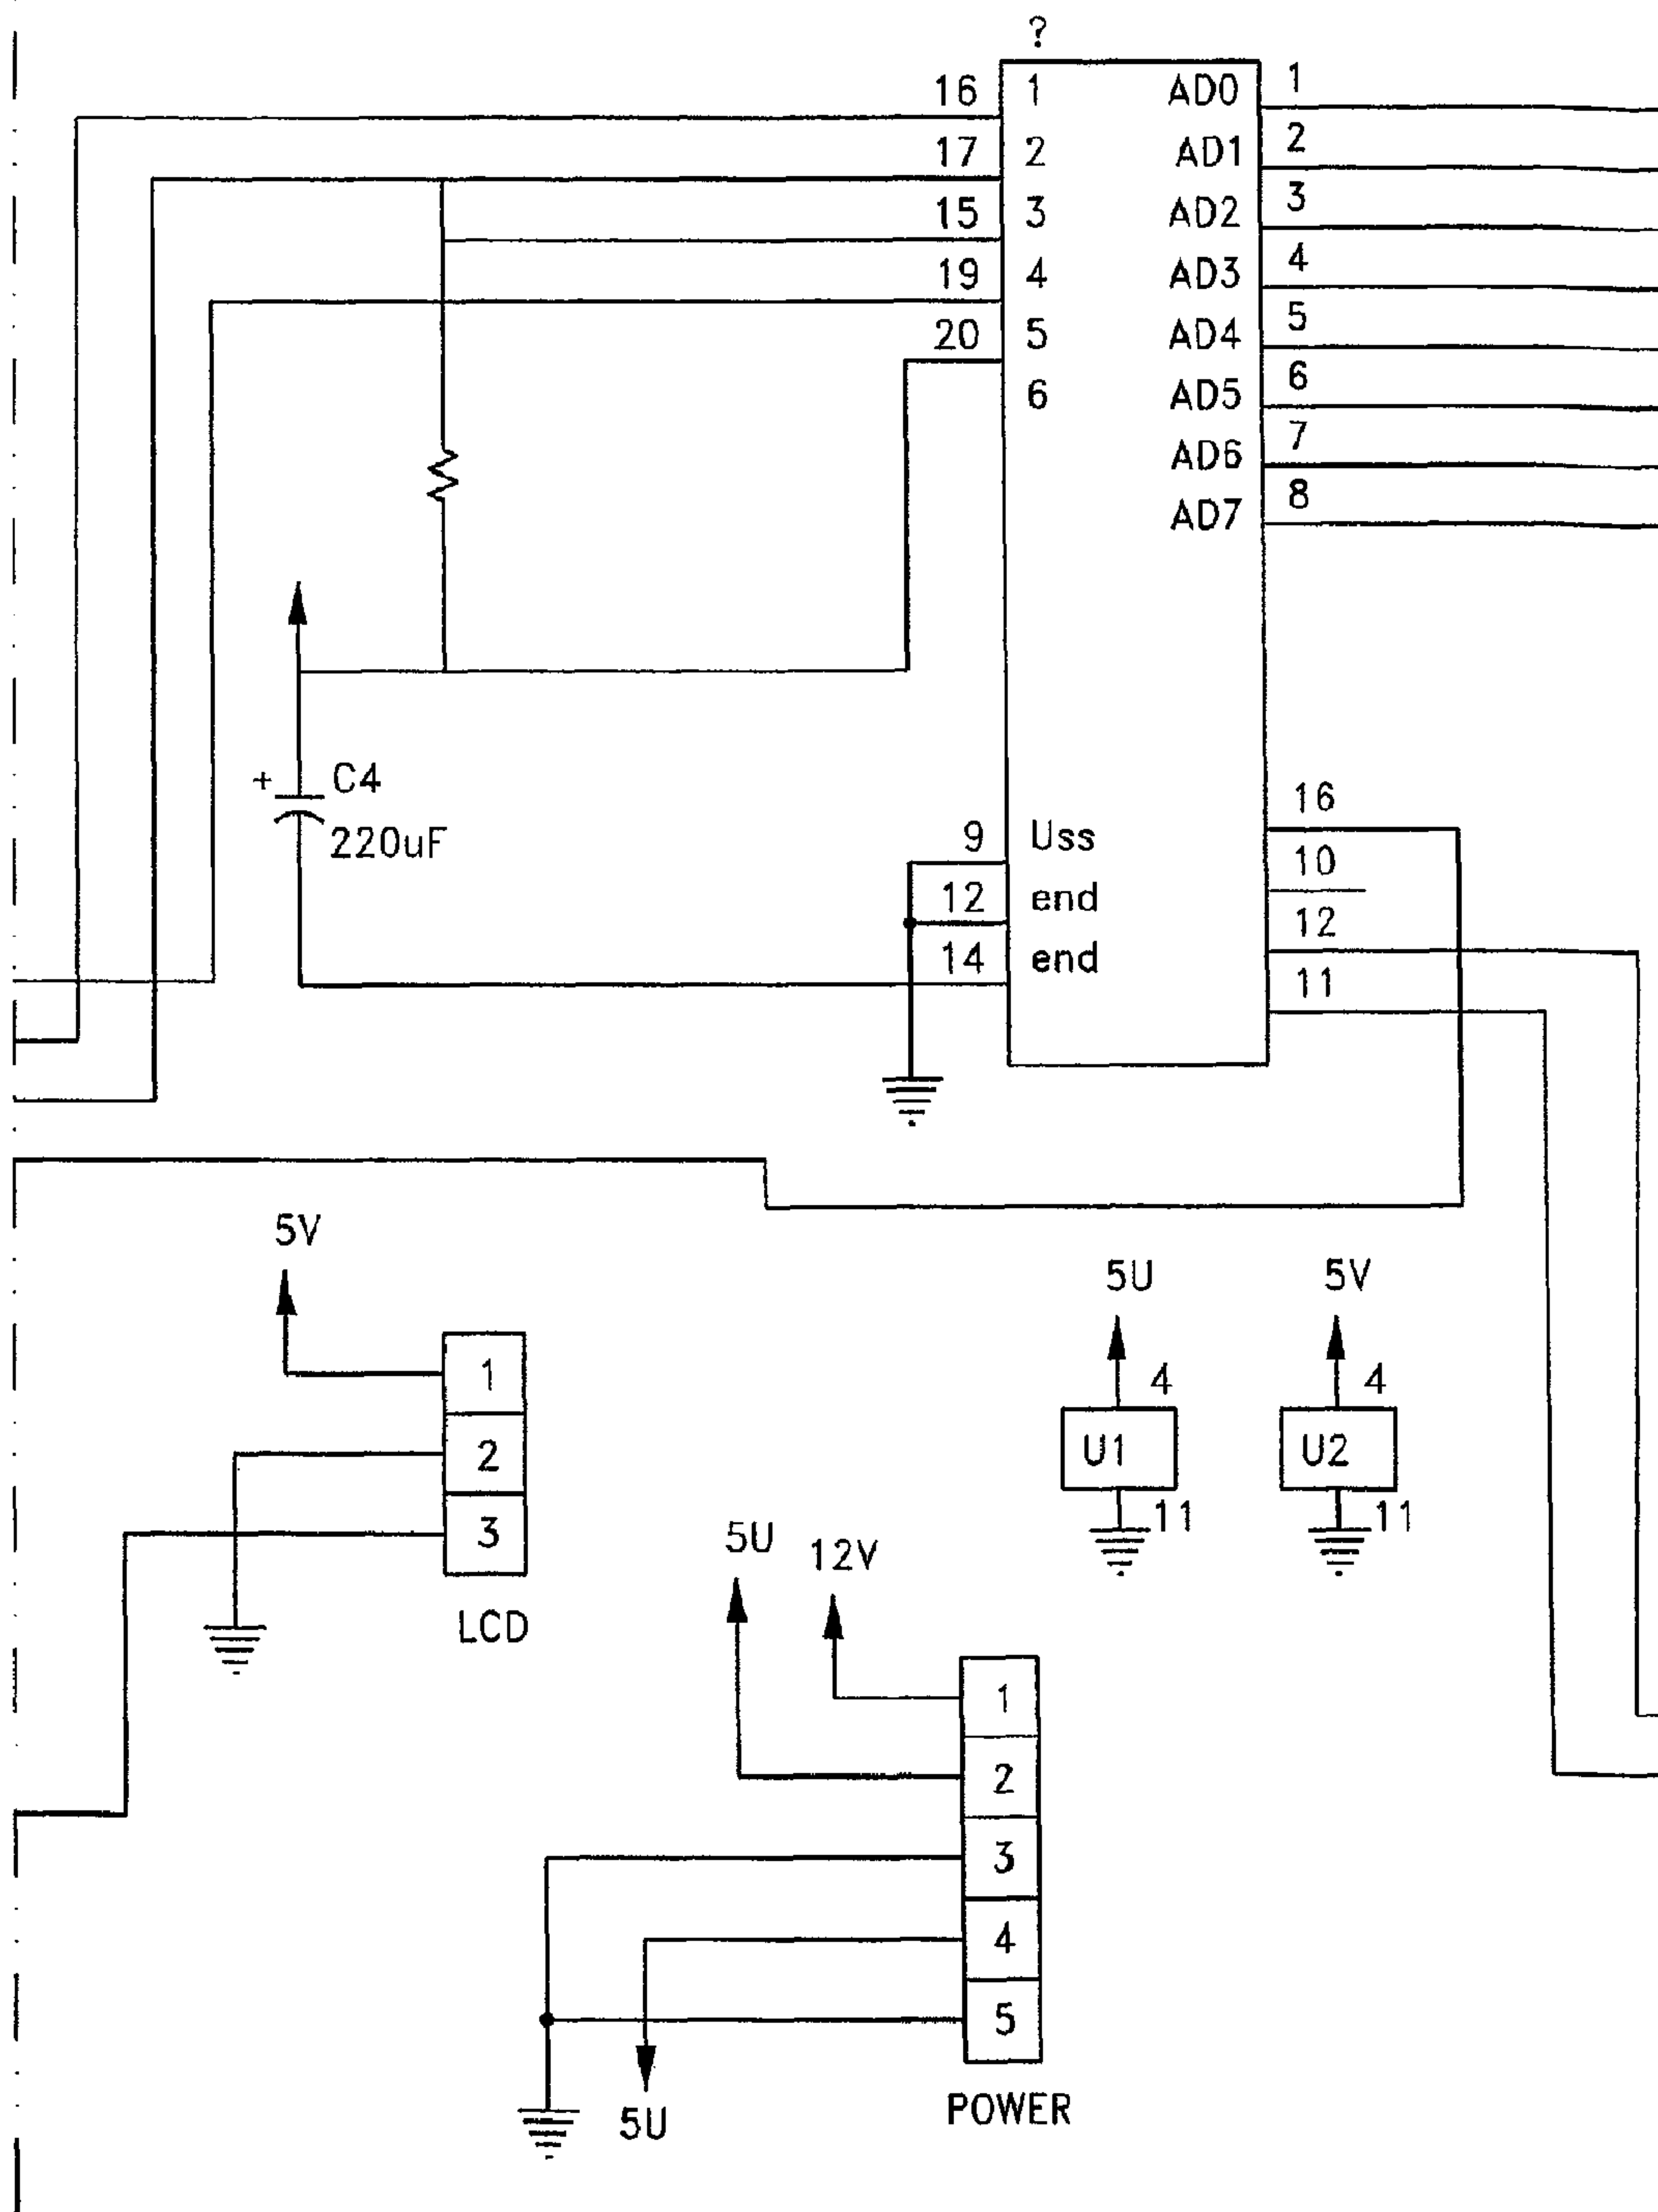 ?
16 1 AD0 1
17 2 AD1 2
15 3 AD2 3
19 4 AD3 4
20 5 AD4 5
6 AD5 6
AD6 7
AD7 8
+ C4
220uF
16
9 Uss
10
12 end
12
14 end
11
5V
5U 5V
1
4 4
2
U1 U2
3
11 11
LCD
5U 12V
1
2
3
4
5
5U
POWER